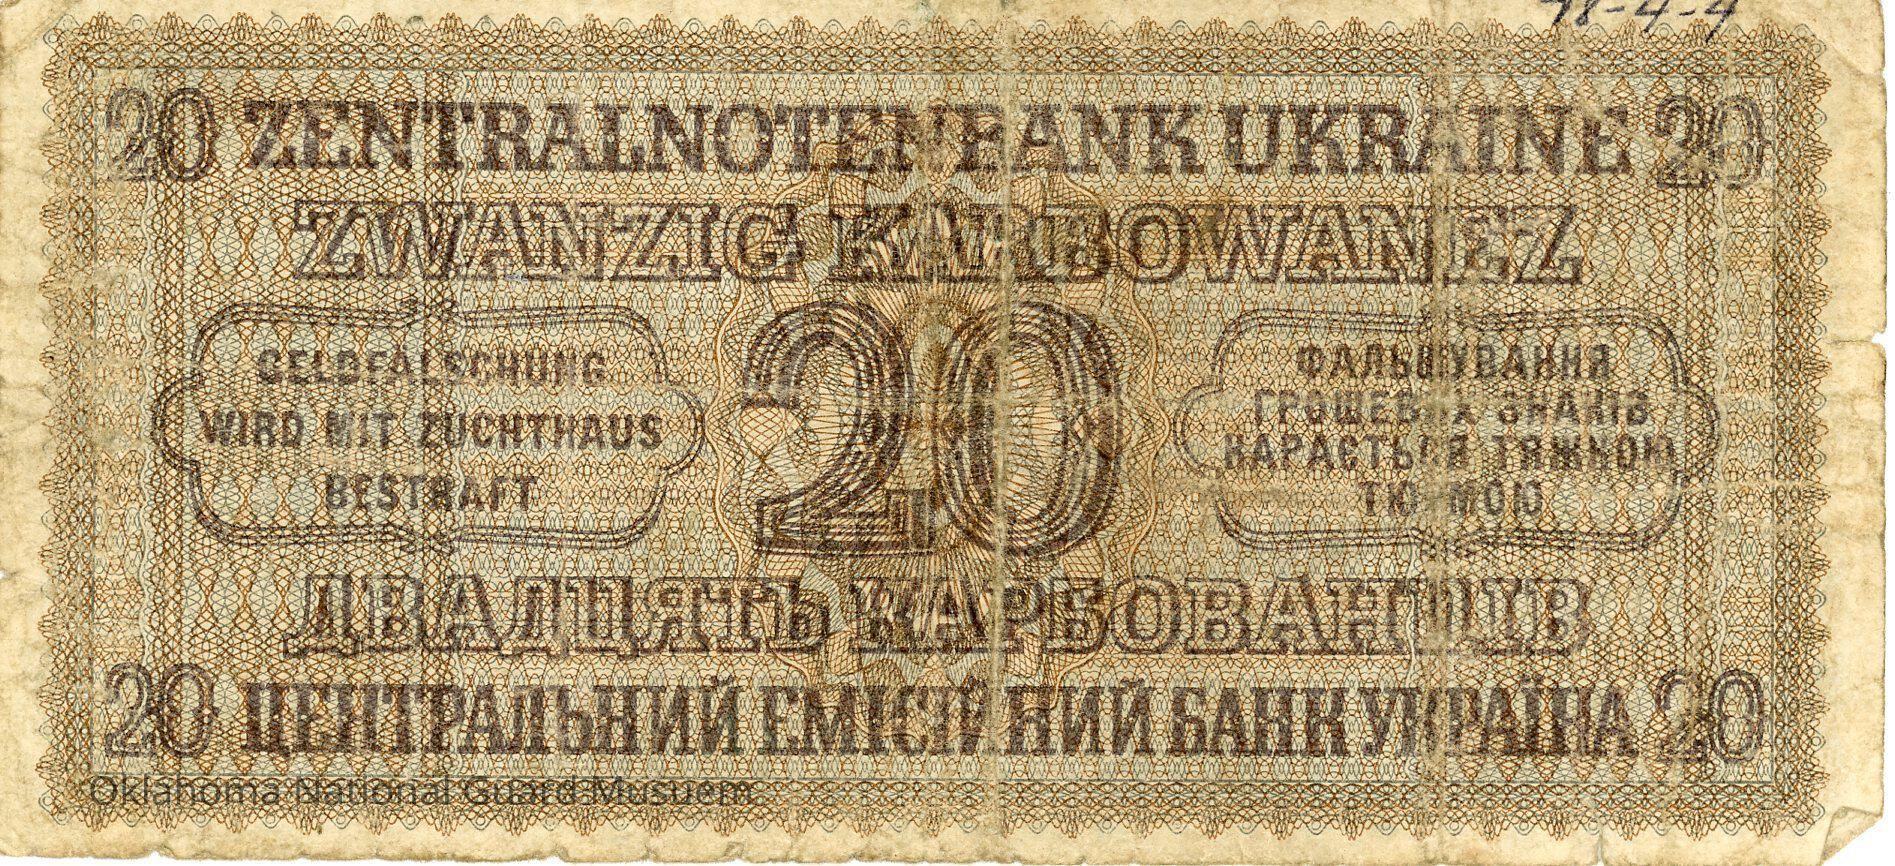 98-4-4
20 ZENTRALNOTENBANK UKRAINE 20
ZWANZIG KARBOWANEZ
GELDFÄLSCHUNG
WIRD MIT ZUCHTHAUS
BESTRAFT
20
ФАЛЬШУВАННЯ
ГРОШЕВИХ ЗНАКІВ
КАРАЄТЬСЯ ТЯЖКОЮ
ТЮРМОЮ
ДВАДЦЯТЬ КАРБОВАНЦІВ
20 ЦЕНТРАЛЬНИЙ ЕМІСІЙНИЙ БАНК УКРАЇНА 20
Oklahoma National Guard Musuem